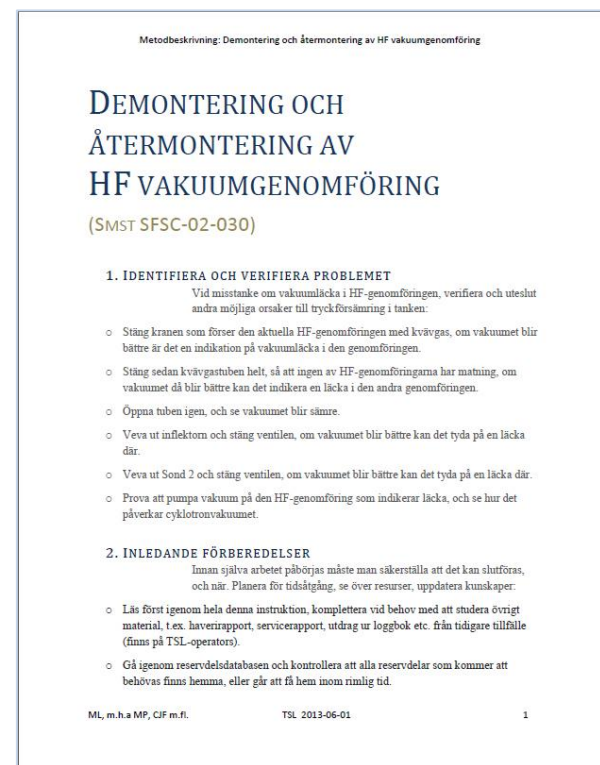 Metodbeskrivning: Demontering och återmontering av HF vakuumgenomföring
DEMONTERING OCH
ÅTERMONTERING AV
HF VAKUUMGENOMFÖRING
(SMST SFSC-02-030)
1. IDENTIFIERA OCH VERIFIERA PROBLEMET
Vid misstanke om vakuumläcka i HF-genomföringen, verifiera och uteslut
andra möjliga orsaker till tryckförsämring i tanken:
○ Stäng kranen som förser den aktuella HF-genomföringen med kvävgas, om vakuumet blir
bättre är det en indikation på vakuumläcka i den genomföringen.
○ Stäng sedan kvävgastuben helt, så att ingen av HF-genomföringarna har matning, om
vakuumet då blir bättre kan det indikera en läcka i den andra genomföringen.
○ Öppna tuben igen, och se vakuumet blir sämre.
○ Veva ut inflektorn och stäng ventilen, om vakuumet blir bättre kan det tyda på en läcka
där.
○ Veva ut Sond 2 och stäng ventilen, om vakuumet blir bättre kan det tyda på en läcka där.
○ Prova att pumpa vakuum på den HF-genomföring som indikerar läcka, och se hur det
påverkar cyklotronvakuumet.
2. INLEDANDE FÖRBEREDELSER
Innan själva arbetet påbörjas måste man säkerställa att det kan slutföras,
och när. Planera för tidsåtgång, se över resurser, uppdatera kunskaper:
○ Läs först igenom hela denna instruktion, komplettera vid behov med att studera övrigt
material, t.ex. haverirapport, servicerapport, utdrag ur loggbok etc. från tidigare tillfälle
(finns på TSL-operators).
○ Gå igenom reservdelsdatabasen och kontrollera att alla reservdelar som kommer att
behövas finns hemma, eller går att få hem inom rimlig tid.
ML, m.h.a MP, CJF m.fl. TSL 2013-06-01 1